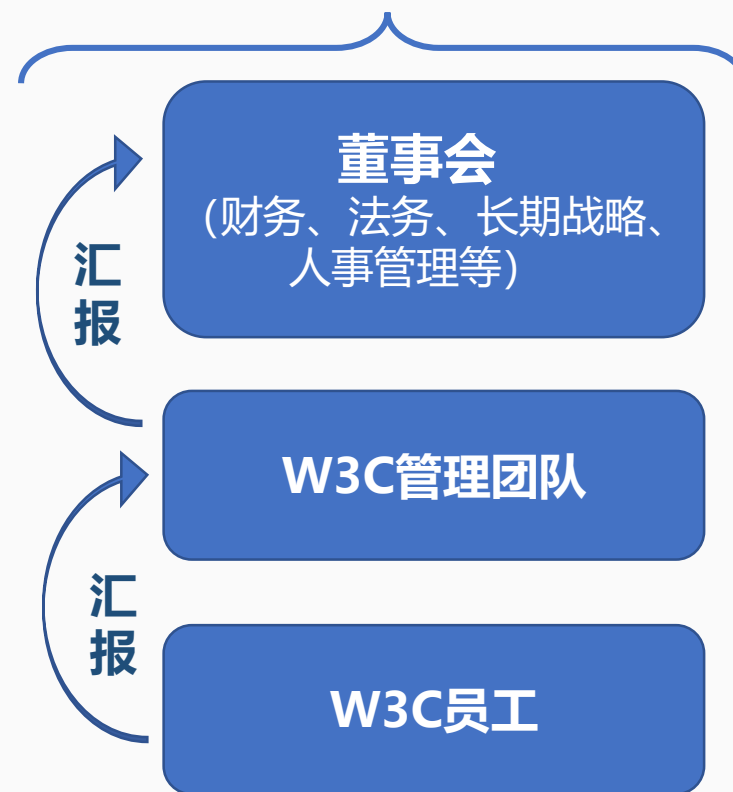 董事会
（财务、法务、长期战略、
人事管理等）
汇
报
W3C管理团队
汇
报
W3C员工